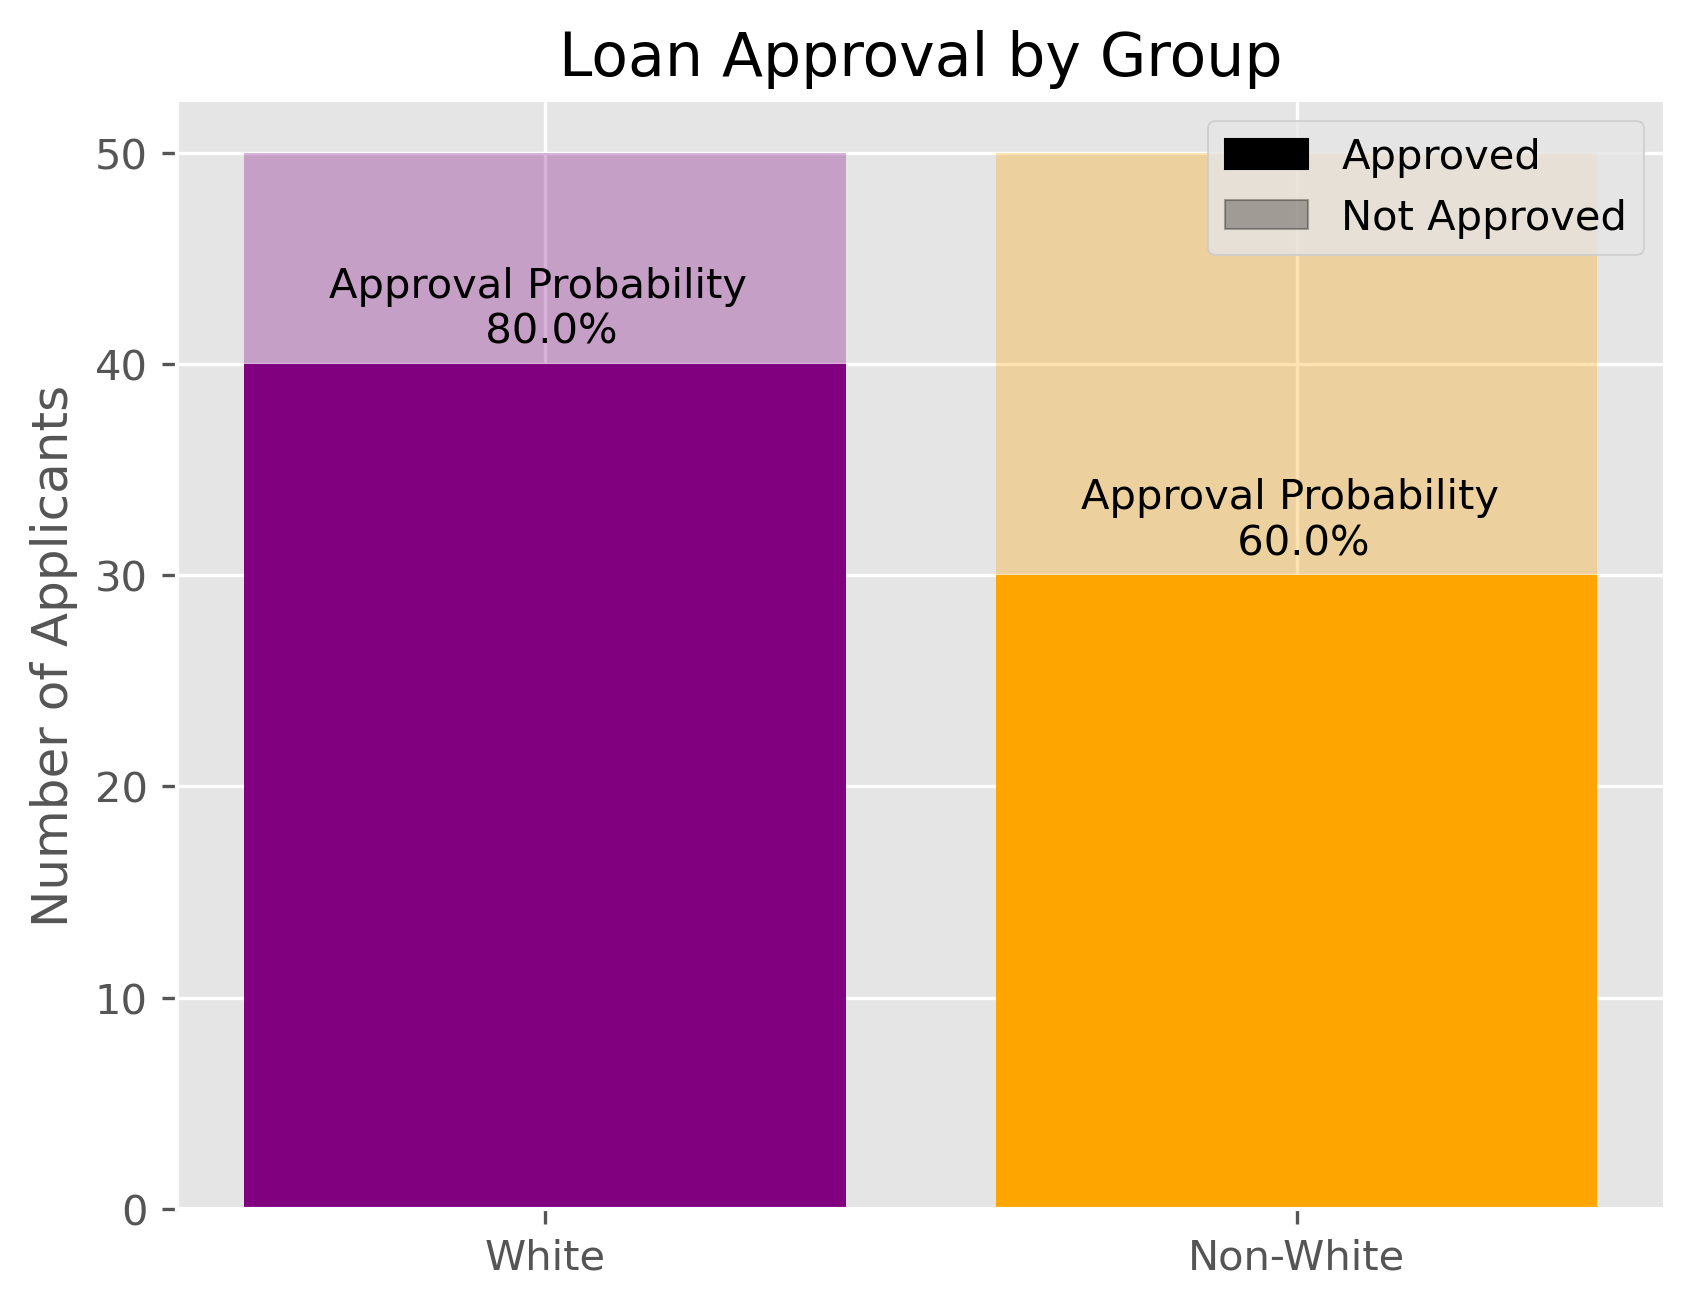 Loan Approval by Group
Approved
Not Approved
Approval Probability
80.0%
Approval Probability
60.0%
Number of Applicants
50
40
30
20
10
0
White
Non-White